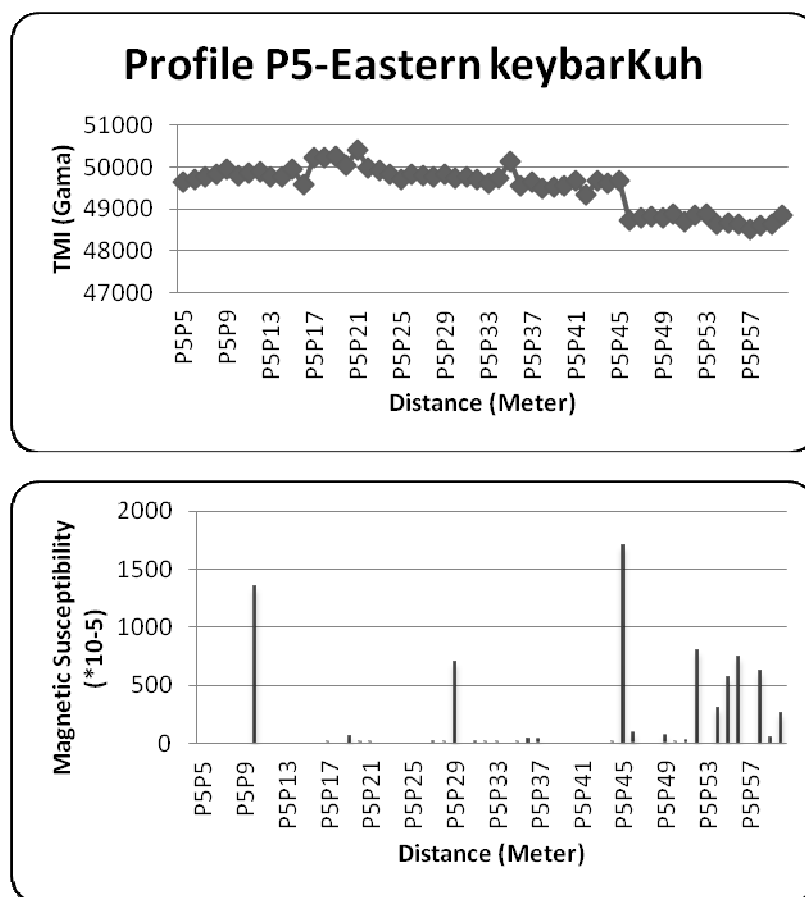 Profile P5-Eastern keybarKuh
TMI (Gama)
51000
50000
49000
48000
47000
P5P5
P5P9
P5P13
P5P17
P5P21
P5P25
P5P29
P5P33
P5P37
P5P41
P5P45
P5P49
P5P53
P5P57
Distance (Meter)
Magnetic Susceptibility
(*10-5)
2000
1500
1000
500
0
P5P5
P5P9
P5P13
P5P17
P5P21
P5P25
P5P29
P5P33
P5P37
P5P41
P5P45
P5P49
P5P53
P5P57
Distance (Meter)